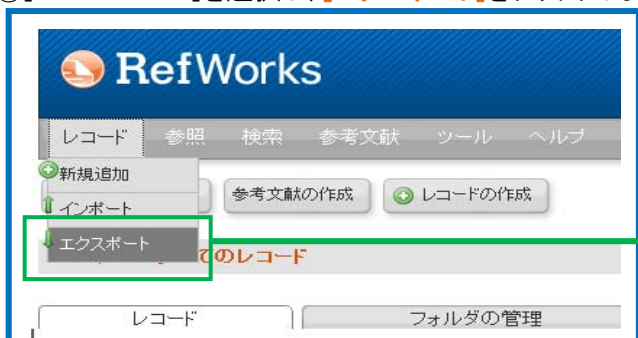 RefWorks
レコード 参照 検索 参考文献 ツール ヘルプ
新規追加
参考文献の作成 レコードの作成
インポート
エクスポート
てのレコード
レコード フォルダの管理